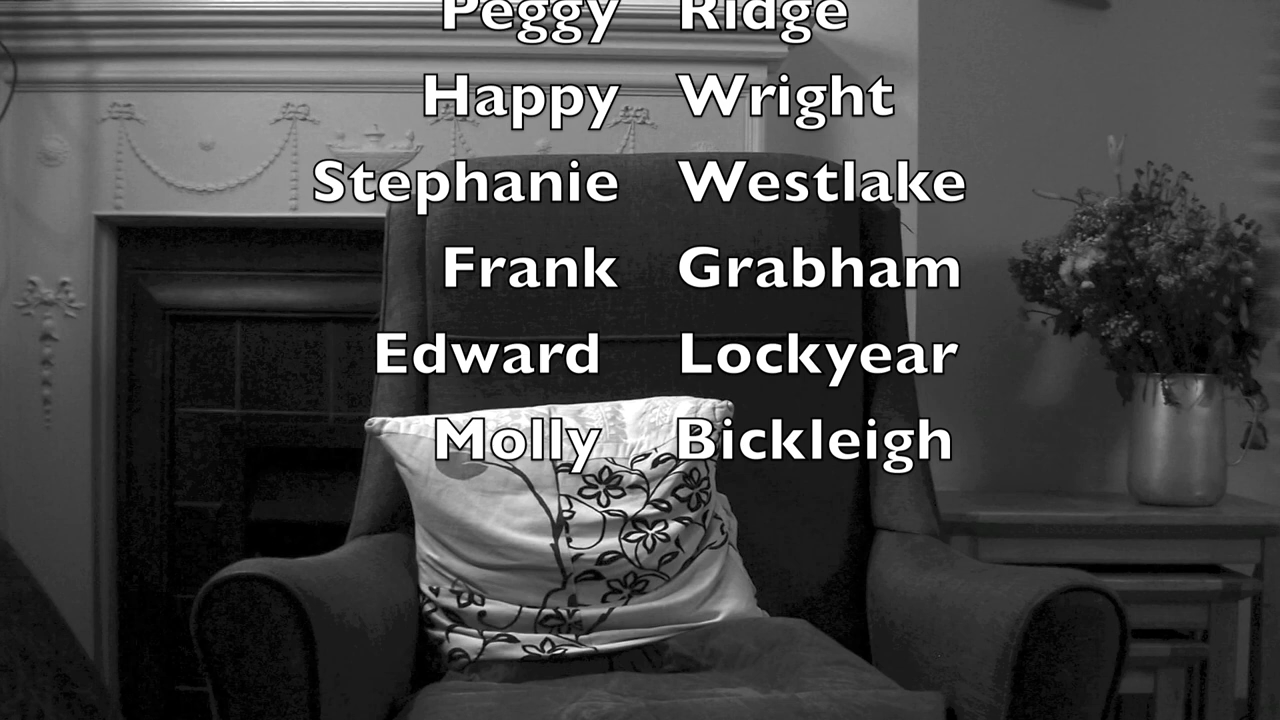 Peggy Ridge
Happy Wright
Stephanie Westlake
Frank Grabham
Edward Lockyear
Molly Bickleigh